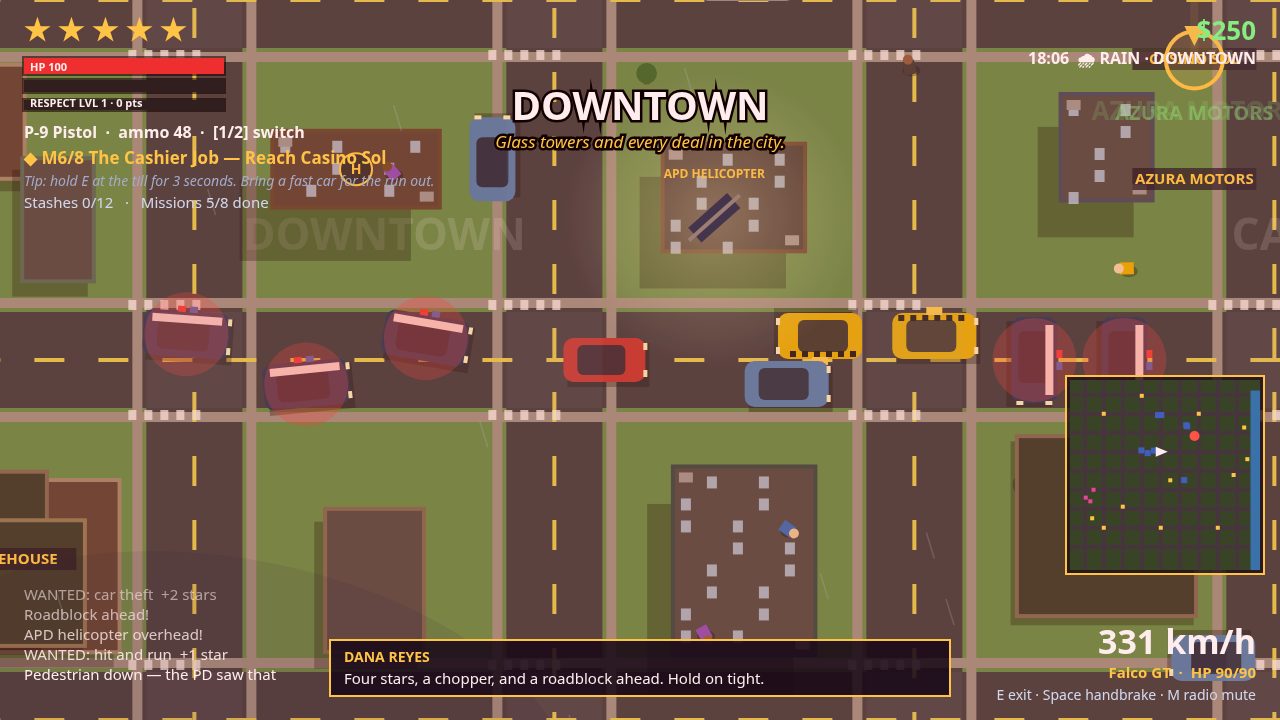 HP 100
RESPECT LVL 1 · 0 pts
P-9 Pistol · ammo 48 · [1/2] switch
◆ M6/8 The Cashier Job — Reach Casino Sol
Tip: hold E at the till for 3 seconds. Bring a fast car for the run out.
Stashes 0/12 · Missions 5/8 done
H
DOWNTOWN
Glass towers and every deal in the city.
APD HELICOPTER
DOWNTOWN
$250
18:06 🌧 RAIN · DOWNTOWN
AZURA MOTORS
AZURA MOTORS
AZURA MOTORS
CA
EHOUSE
WANTED: car theft +2 stars
Roadblock ahead!
APD helicopter overhead!
WANTED: hit and run +1 star
Pedestrian down — the PD saw that
DANA REYES
Four stars, a chopper, and a roadblock ahead. Hold on tight.
331 km/h
Falco GT · HP 90/90
E exit · Space handbrake · M radio mute